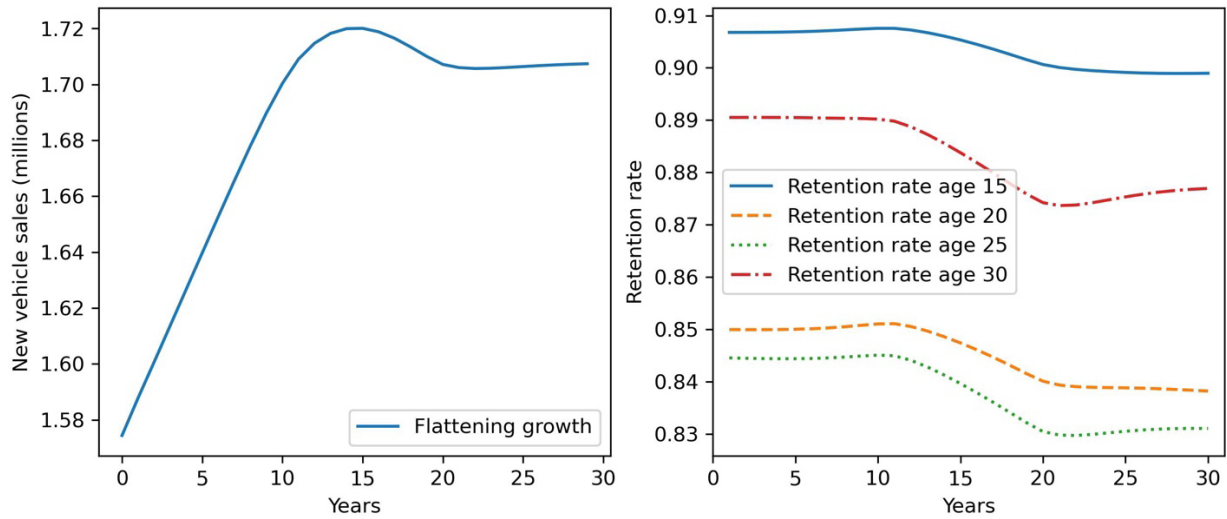 1.72
1.70
1.68
1.66
1.64
1.62
1.60
1.58
New vehicle sales (millions)
Flattening growth
0 5 10 15 20 25 30
Years
0.91
0.90
0.89
0.88
0.87
0.86
0.85
0.84
0.83
Retention rate
Retention rate age 15
Retention rate age 20
Retention rate age 25
Retention rate age 30
0 5 10 15 20 25 30
Years